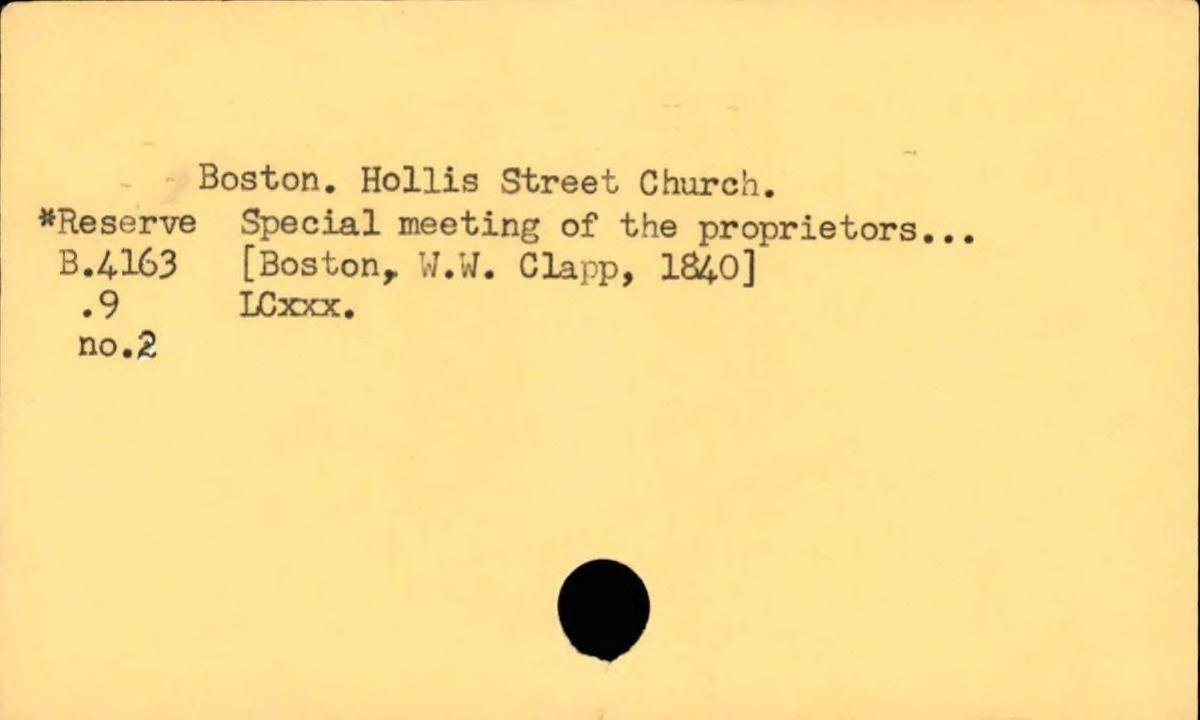 Boston. Hollis Street Church.
*Reserve Special meeting of the proprietors...
B.4163 [Boston, W.W. Clapp, 1840]
.9 LCxxx.
no.2